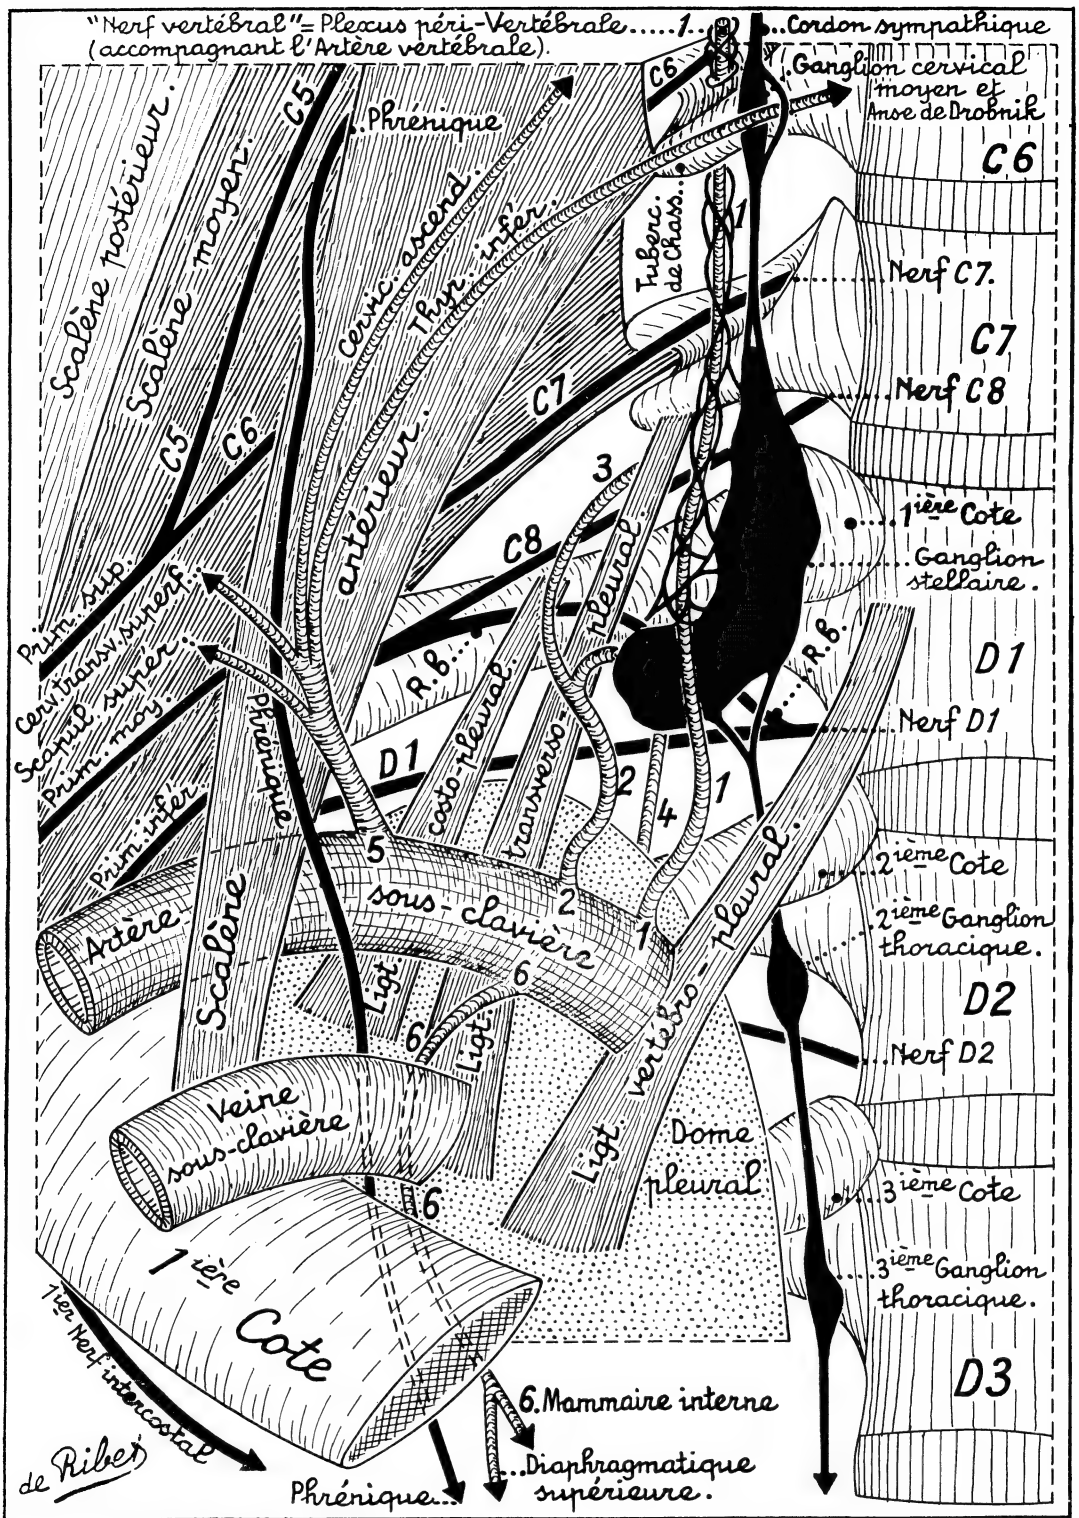 "Nerf vertébral"= Plexus péri-Vertébrale......1...
(accompagnant l'Artère vertébrale).
...Cordon sympathique
Ganglion cervical
moyen et
Anse de Drobnik
C6
C5
Phrénique
C6
Scalène postérieur.
Scalène moyen.
Cervic. ascend.
Thyr. infér.
Tuberc.
de Chass...
1
Nerf C7.
C7
Nerf C8
C7
C5
C6
antérieur.
3
C8
1ière Cote
Ganglion
stellaire.
Prim. sup.
Cerv. transv. superf...
Scapul. supér...
Prim. moy.
Prim. infér.
R.B....
R.B.
D1
Nerf D1
Phrénique
D1
costo-pleural.
transverso-pleural.
2
4
1
5
2
1
6
Artère
sous-clavière
Scalène
Ligt
Ligt
6
Ligt vertébro-pleural.
2ième Cote
2ième Ganglion
thoracique.
D2
Nerf D2
Veine
sous-clavière
Dome
pleural
6
3ième Cote
1ière
Cote
3ième Ganglion
thoracique.
1ier Nerf intercostal
D3
6. Mammaire interne
...Diaphragmatique
supérieure.
Phrénique...
de Ribet